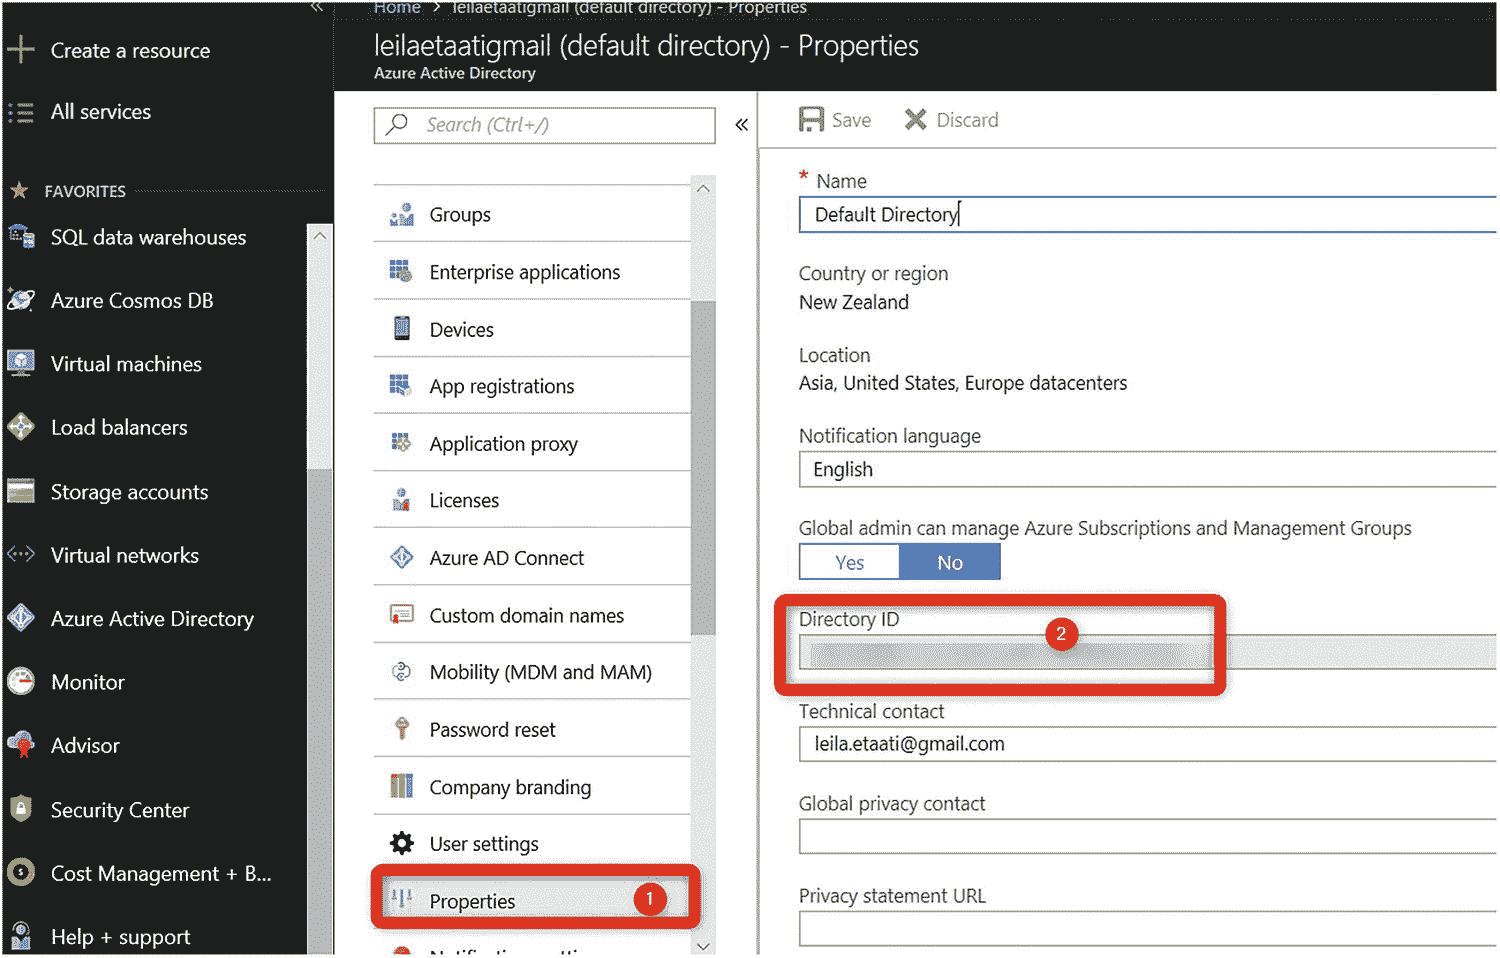 «
Create a resource
All services
FAVORITES
SQL data warehouses
Azure Cosmos DB
Virtual machines
Load balancers
Storage accounts
Virtual networks
Azure Active Directory
Monitor
Advisor
Security Center
Cost Management + B...
Help + support
Home > leilaetaatigmail (default directory) - Properties
leilaetaatigmail (default directory) - Properties
Azure Active Directory
Search (Ctrl+/)
«
Groups
Enterprise applications
Devices
App registrations
Application proxy
Licenses
Azure AD Connect
Custom domain names
Mobility (MDM and MAM)
Password reset
Company branding
User settings
Properties 1
Save Discard
* Name
Default Directory
Country or region
New Zealand
Location
Asia, United States, Europe datacenters
Notification language
English
Global admin can manage Azure Subscriptions and Management Groups
Yes No
Directory ID
2
Technical contact
leila.etaati@gmail.com
Global privacy contact
Privacy statement URL